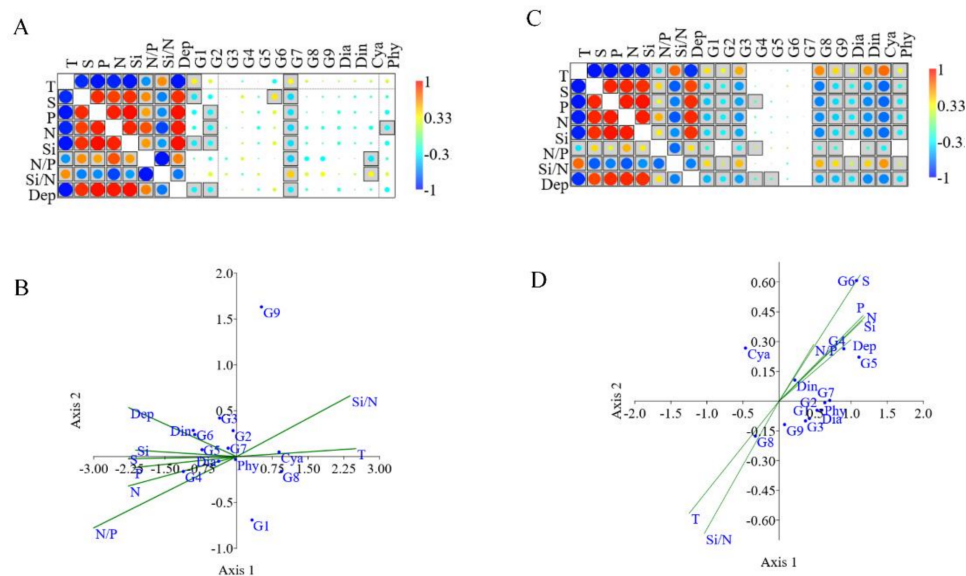 A
T S P N Si N/P Si/N Dep G1 G2 G3 G4 G5 G6 G7 G8 G9 Dia Din Cya Phy
T
S
P
N
Si
N/P
Si/N
Dep
1
0.33
-0.3
-1
C
T S P N Si N/P Si/N Dep G1 G2 G3 G4 G5 G6 G7 G8 G9 Dia Din Cya Phy
T
S
P
N
Si
N/P
Si/N
Dep
1
0.33
-0.3
-1
B
2.0
1.5
1.0
0.5
-0.5
-1.0
Axis 2
-3.00 -2.25 -1.50 -0.75 0.75 1.50 2.25 3.00
Axis 1
G9
Si/N
Dep
G3
Din
G6
G2
Si
G5
G7
T
S
Dia
Phy
Cya
P
G4
G8
N
G1
N/P
D
0.60
0.45
0.30
0.15
-0.15
-0.30
-0.45
-0.60
Axis 2
-2.0 -1.5 -1.0 -0.5 0.5 1.0 1.5 2.0
Axis 1
G6 S
P
N
Si
G4
N/P
Dep
Cya
G5
Din
G7
G2
G1
Phy
Dia
G9
G3
G8
T
Si/N